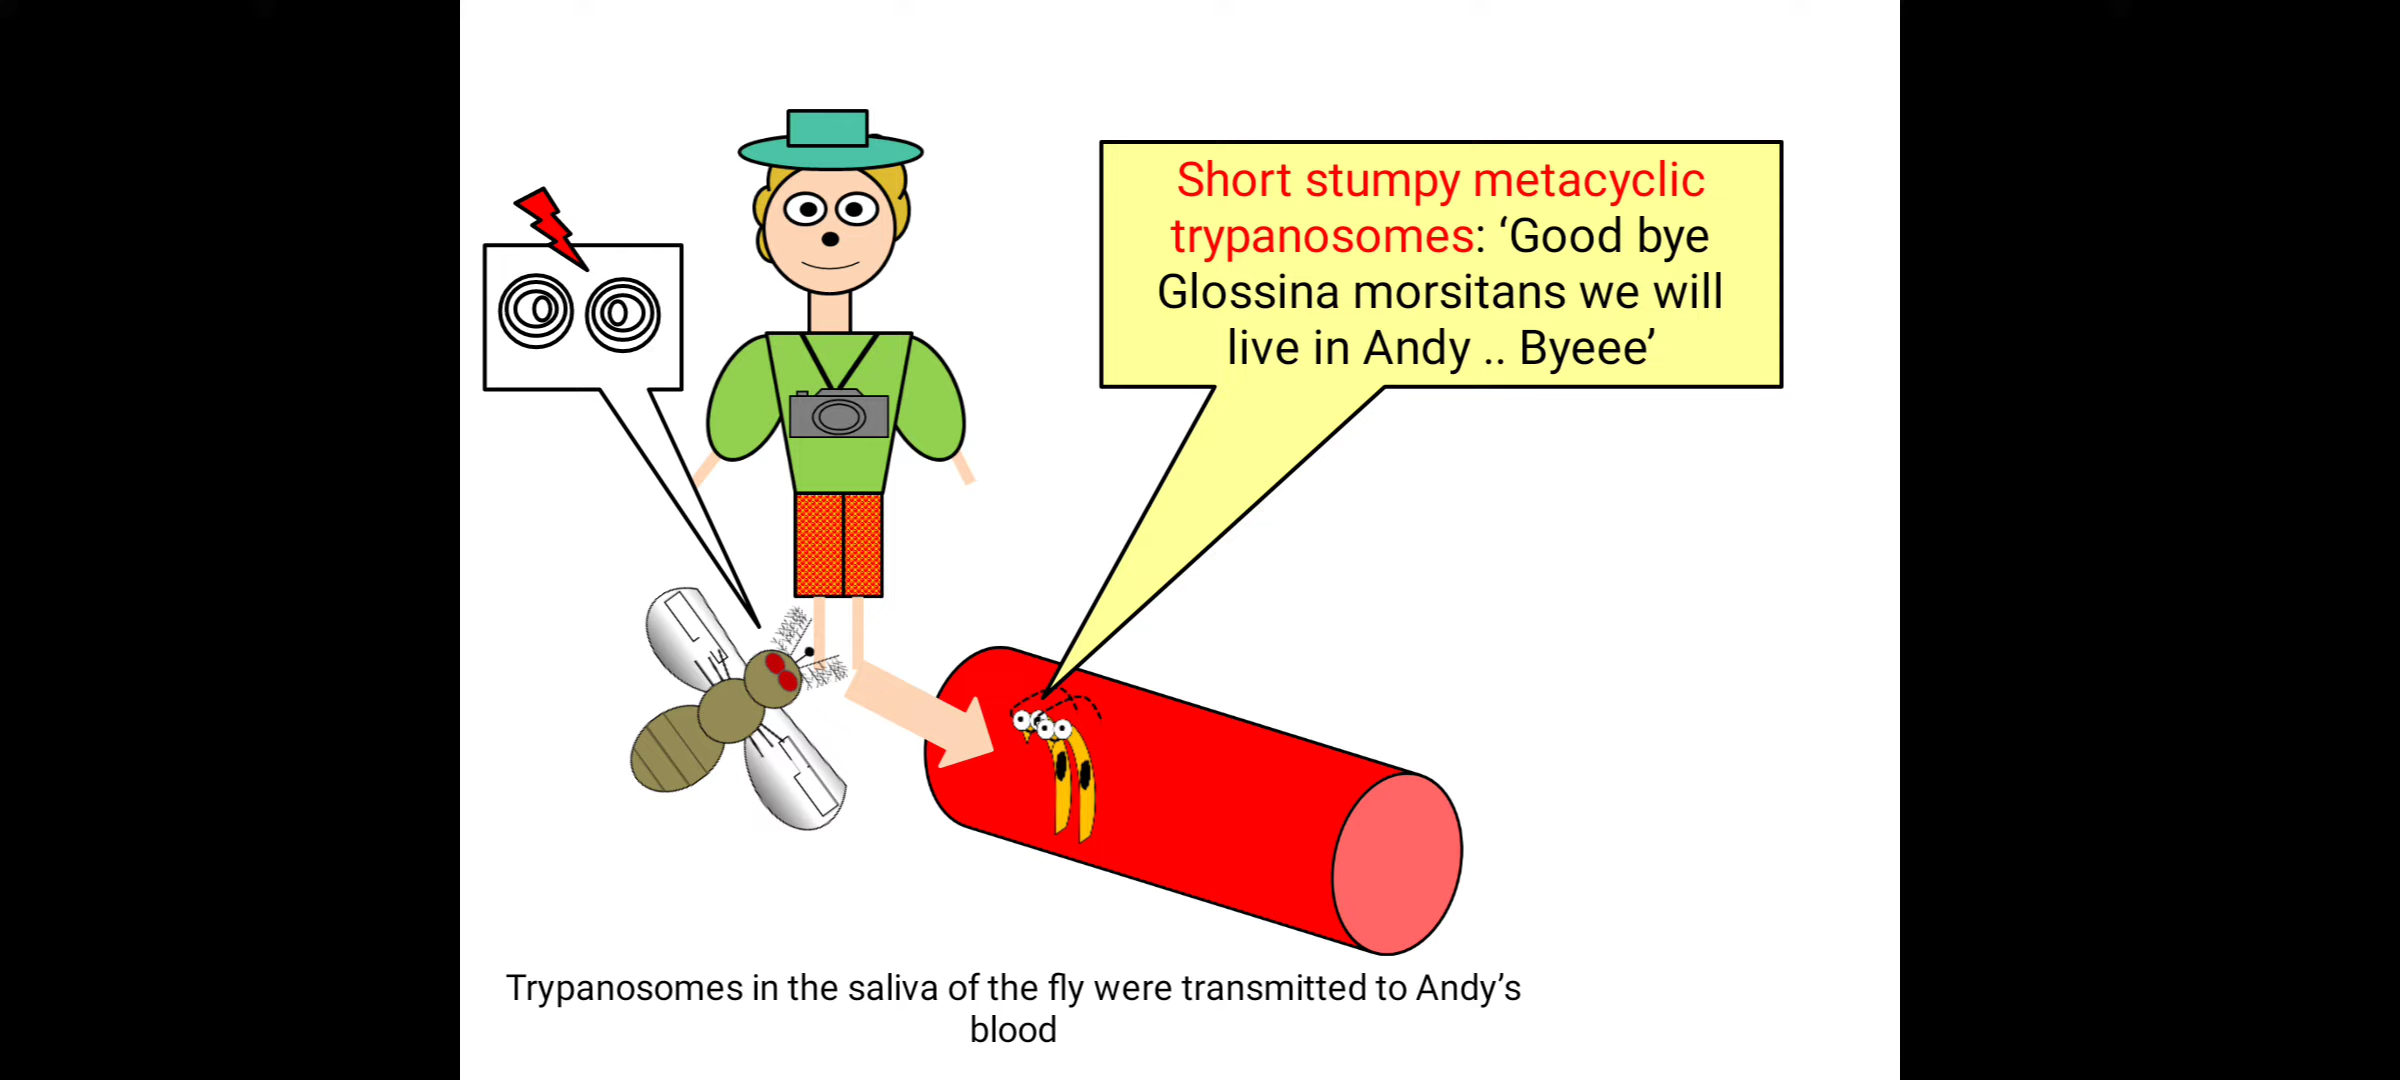 Short stumpy metacyclic
trypanosomes: ‘Good bye
Glossina morsitans we will
live in Andy .. Byeee’
Trypanosomes in the saliva of the fly were transmitted to Andy’s
blood